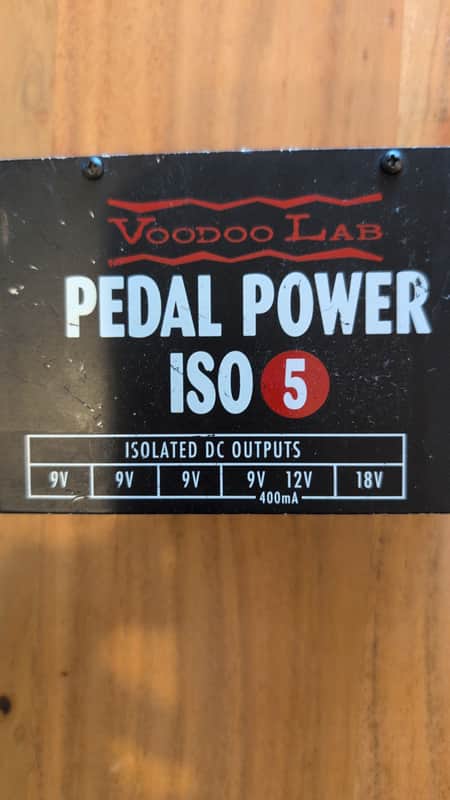 VOODOO LAB
PEDAL POWER
ISO 5
ISOLATED DC OUTPUTS
9V 9V 9V 9V 12V 18V
400mA